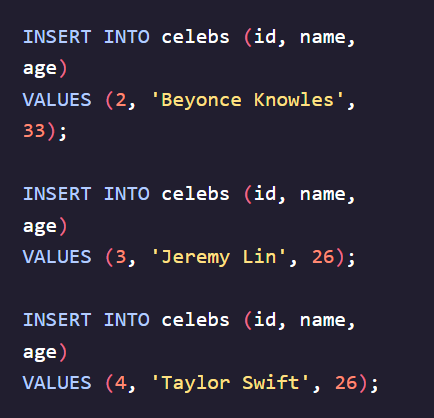 INSERT INTO celebs (id, name,
age)
VALUES (2, 'Beyonce Knowles',
33);
INSERT INTO celebs (id, name,
age)
VALUES (3, 'Jeremy Lin', 26);
INSERT INTO celebs (id, name,
age)
VALUES (4, 'Taylor Swift', 26);